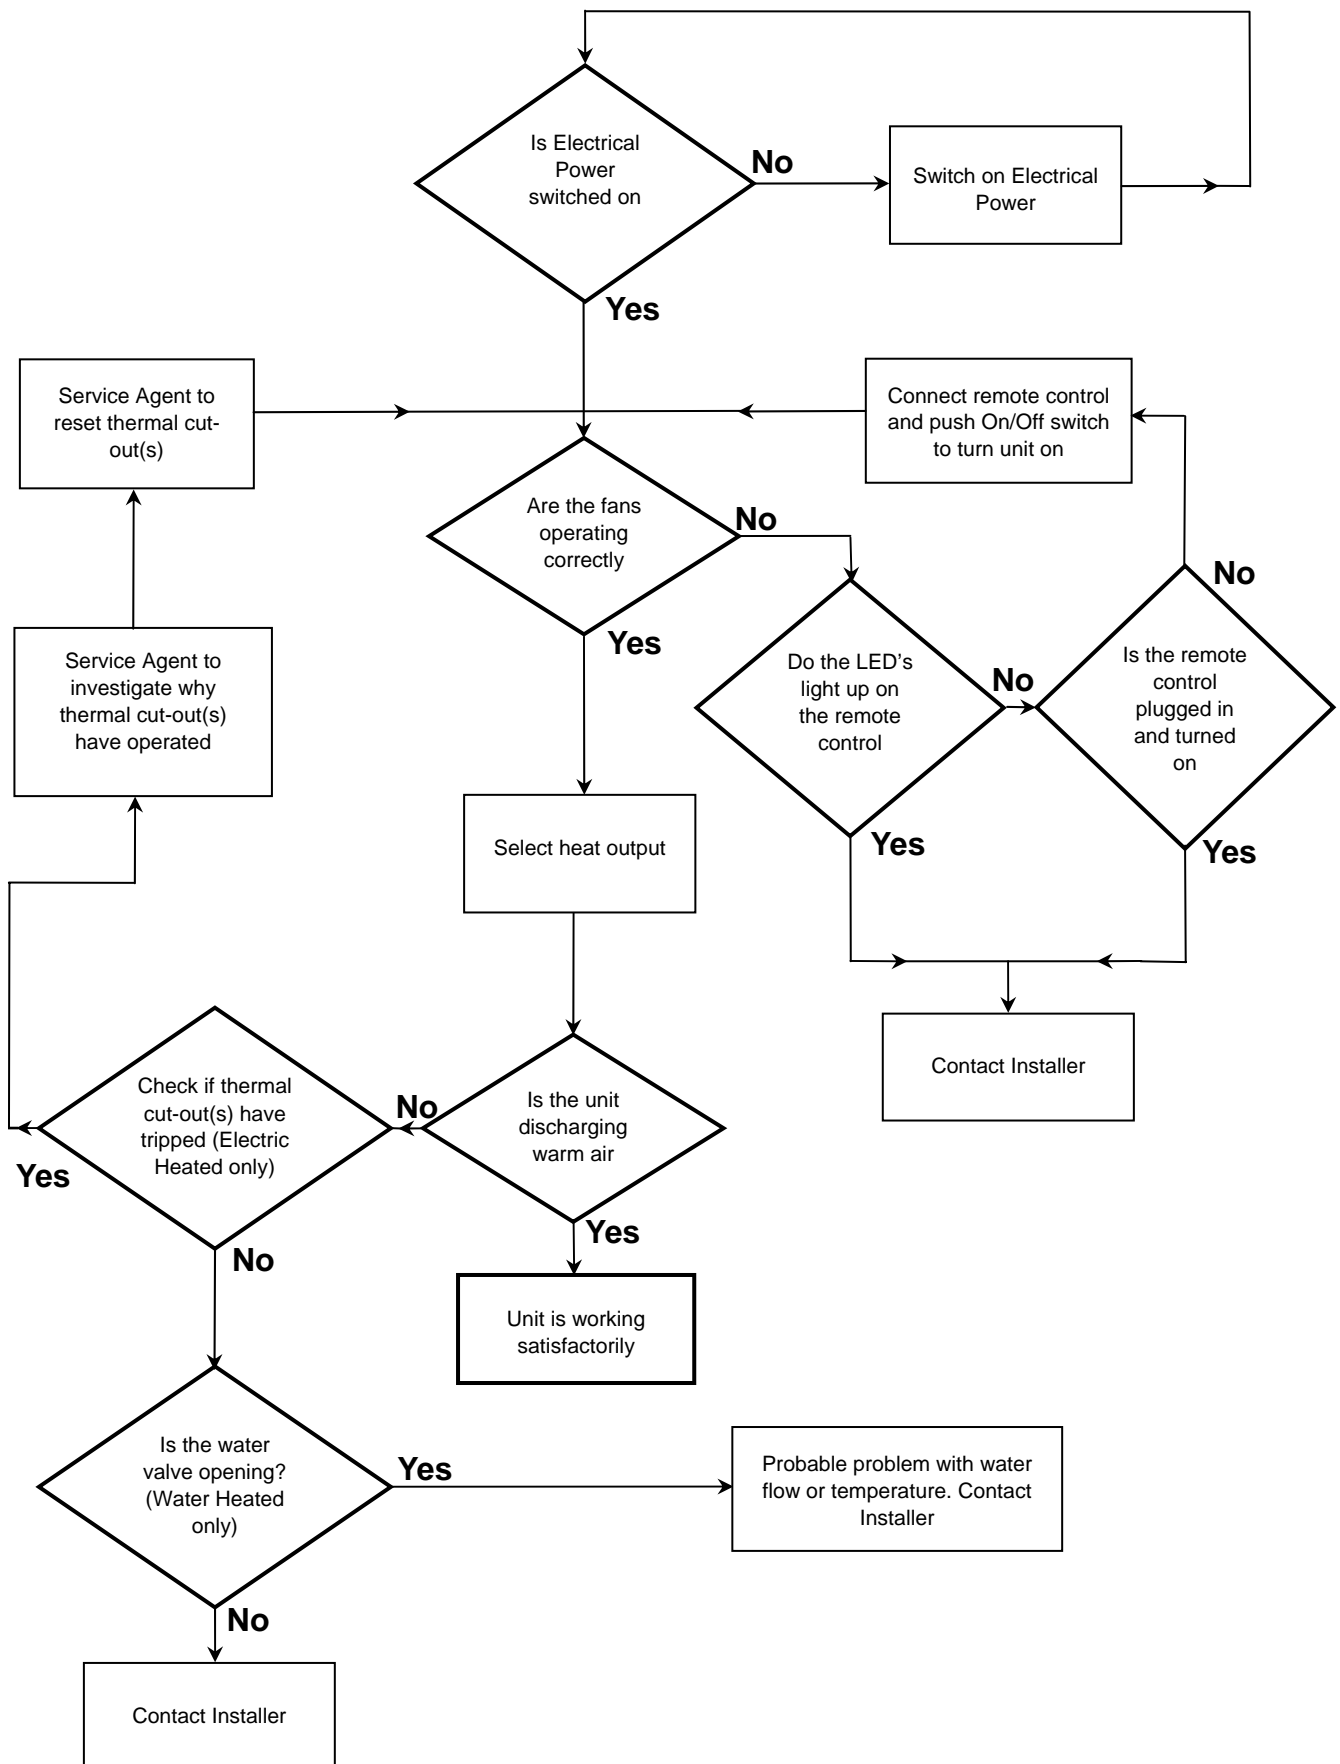 Is Electrical
Power
switched on
No
Switch on Electrical
Power
Yes
Service Agent to
reset thermal cut-
out(s)
Connect remote control
and push On/Off switch
to turn unit on
Are the fans
operating
correctly
No
Yes
No
Service Agent to
investigate why
thermal cut-out(s)
have operated
Do the LED's
light up on
the remote
control
No
Is the remote
control
plugged in
and turned
on
Select heat output
Yes
Yes
Contact Installer
Check if thermal
cut-out(s) have
tripped (Electric
Heated only)
No
Is the unit
discharging
warm air
Yes
Yes
No
Unit is working
satisfactorily
Is the water
valve opening?
(Water Heated
only)
Yes
Probable problem with water
flow or temperature. Contact
Installer
No
Contact Installer